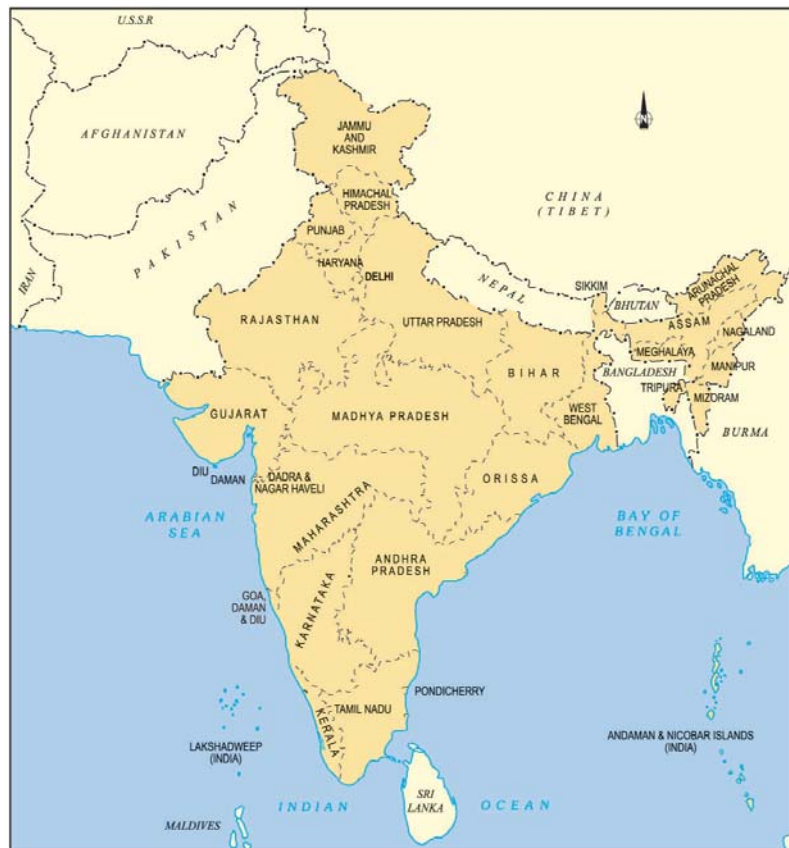 U.S.S.R
AFGHANISTAN
JAMMU
AND
KASHMIR
N
HIMACHAL
PRADESH
CHINA
(TIBET)
PAKISTAN
PUNJAB
IRAN
HARYANA
DELHI
NEPAL
SIKKIM
BHUTAN
ARUNACHAL
PRADESH
RAJASTHAN
UTTAR PRADESH
ASSAM
NAGALAND
MEGHALAYA
BIHAR
BANGLADESH
MANIPUR
TRIPURA
MIZORAM
GUJARAT
MADHYA PRADESH
WEST
BENGAL
BURMA
DIU
DAMAN
DADRA &
NAGAR HAVELI
ORISSA
MAHARASHTRA
ARABIAN
SEA
BAY OF
BENGAL
ANDHRA
PRADESH
GOA,
DAMAN
& DIU
KARNATAKA
PONDICHERRY
TAMIL NADU
KERALA
LAKSHADWEEP
(INDIA)
ANDAMAN & NICOBAR ISLANDS
(INDIA)
SRI
LANKA
INDIAN OCEAN
MALDIVES